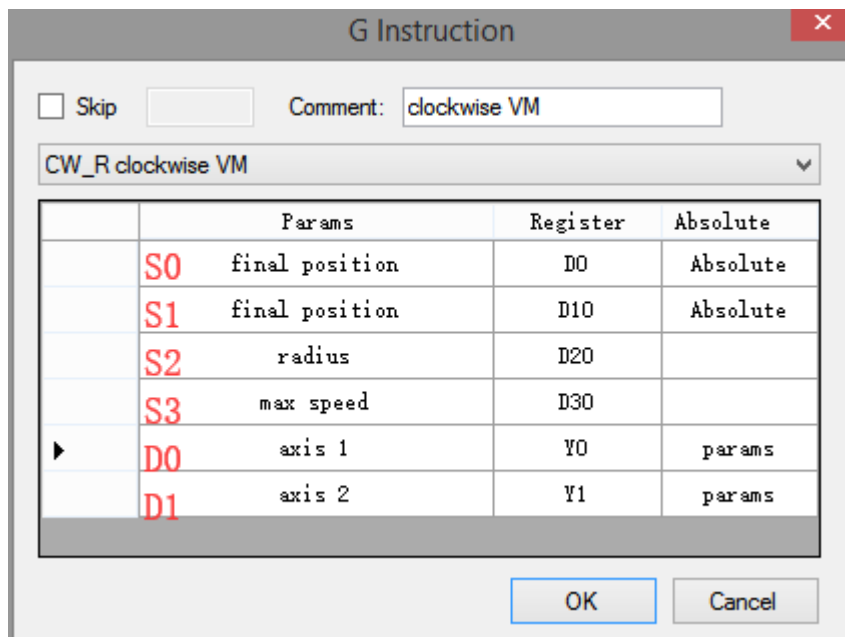 G Instruction
Skip Comment: clockwise VM
CW_R clockwise VM
Params Register Absolute
S0 final position D0 Absolute
S1 final position D10 Absolute
S2 radius D20
S3 max speed D30
D0 axis 1 Y0 params
D1 axis 2 Y1 params
OK Cancel